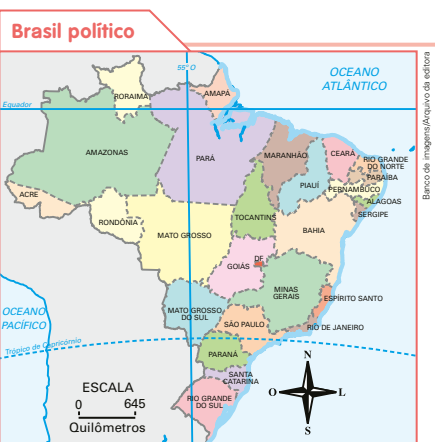 Brasil político
Banco de imagens/Arquivo da editora
55° O
OCEANO
ATLÂNTICO
RORAIMA
AMAPÁ
Equador
AMAZONAS
PARÁ
MARANHÃO
CEARÁ
RIO GRANDE
DO NORTE
PARAÍBA
PIAUÍ
PERNAMBUCO
ACRE
ALAGOAS
SERGIPE
RONDÔNIA
TOCANTINS
BAHIA
MATO GROSSO
DF
GOIÁS
MINAS
GERAIS
ESPÍRITO SANTO
OCEANO
PACÍFICO
MATO GROSSO
DO SUL
SÃO PAULO
RIO DE JANEIRO
Trópico de Capricórnio
PARANÁ
SANTA
CATARINA
RIO GRANDE
DO SUL
ESCALA
0 645
Quilômetros
N
O L
S